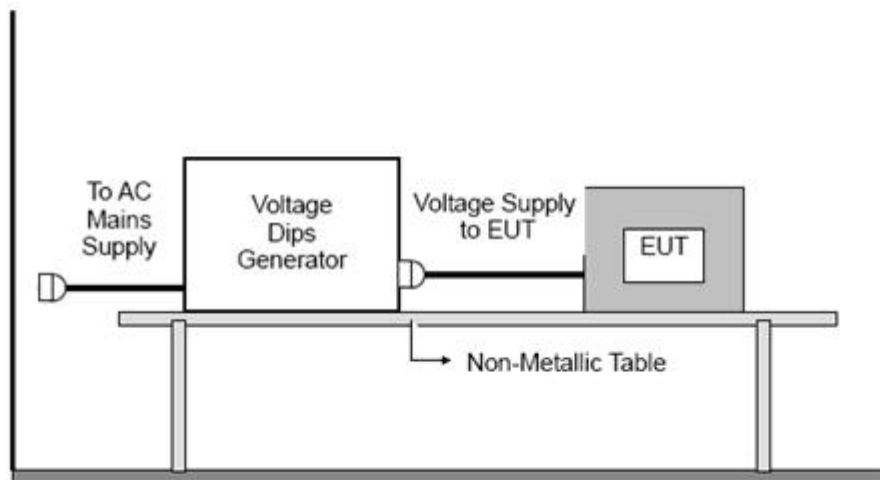 To AC
Mains
Supply
Voltage
Dips
Generator
Voltage Supply
to EUT
EUT
Non-Metallic Table